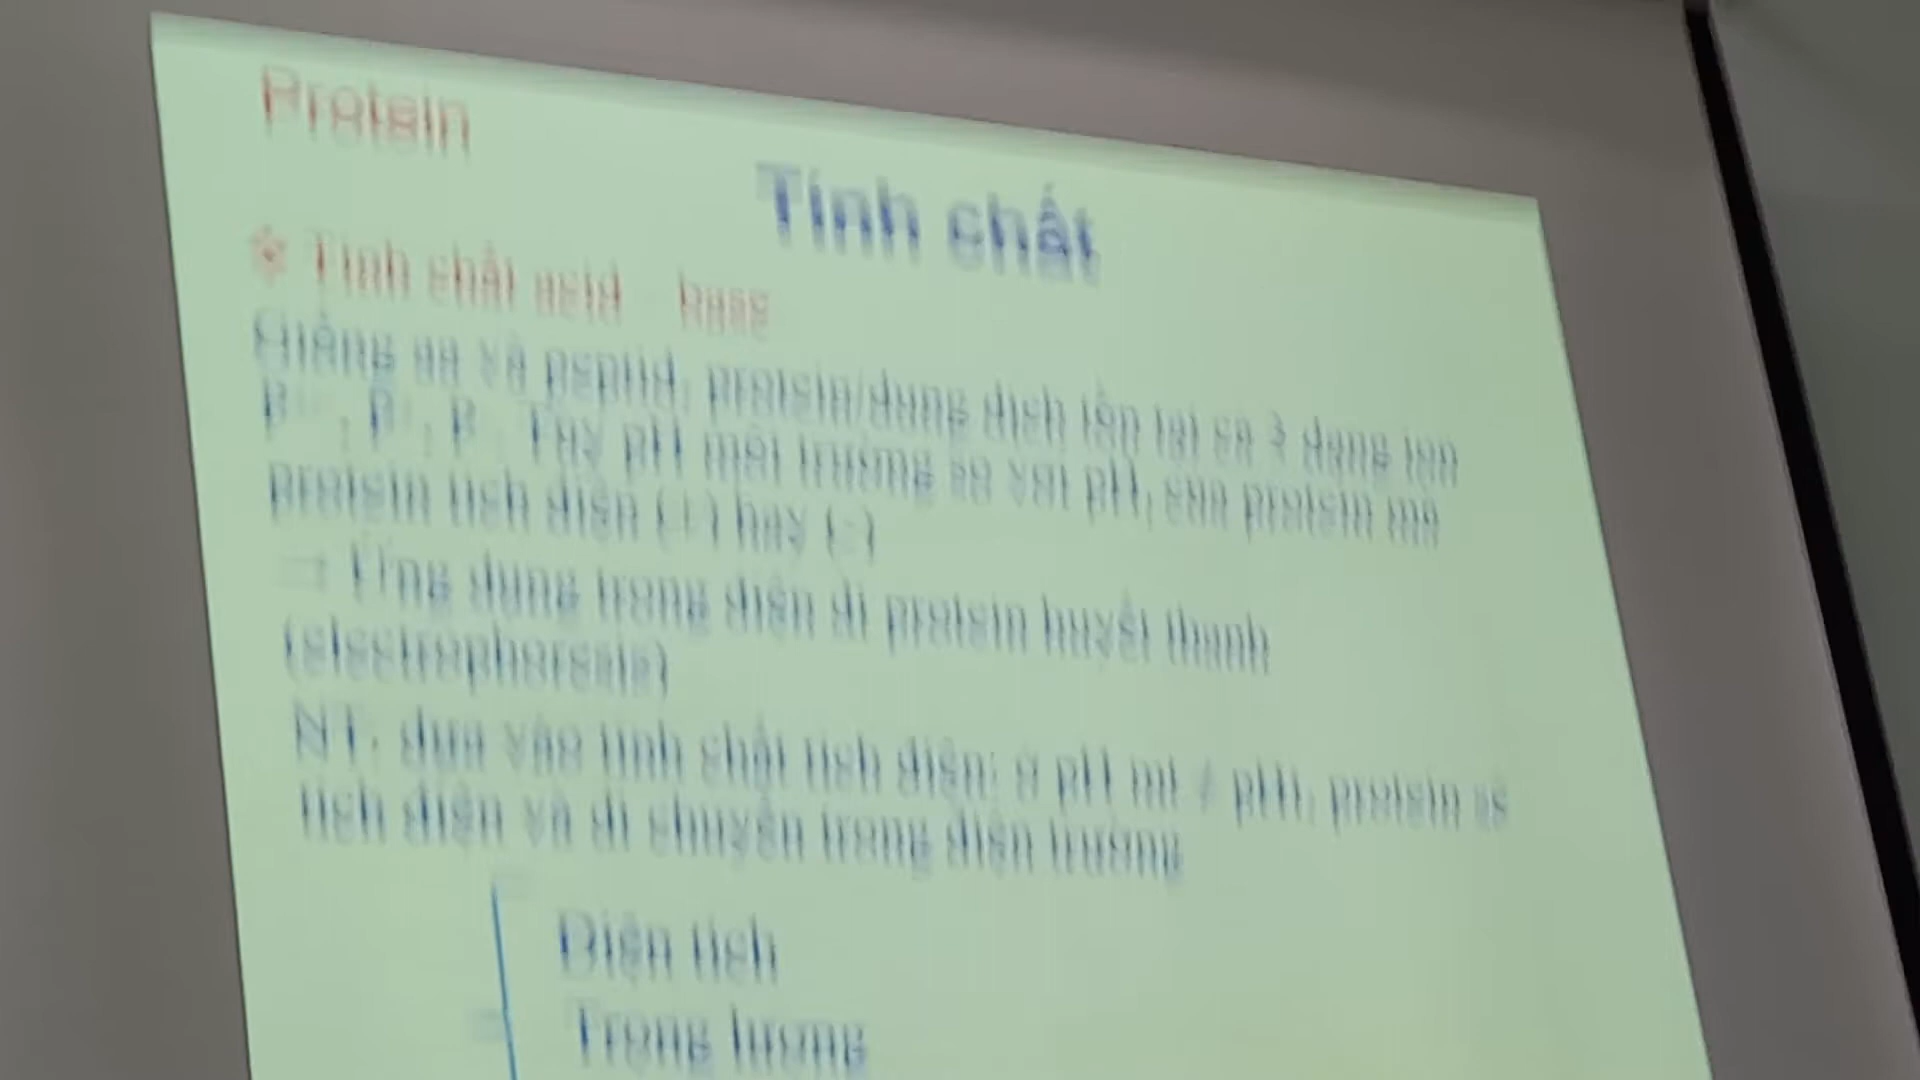 Protein
Tính chất
Tính chất acid - base
Giống aa và peptid, protein/dung dịch tồn tại cả 3 dạng ion
Tùy pH môi trường so với pHi của protein mà
protein tích điện (+) hay (-)
→ Ứng dụng trong điện di protein huyết thanh
(electrophoresis)
NT: dựa vào tính chất tích điện: ở pH mt ≠ pHi, protein sẽ
tích điện và di chuyển trong điện trường
Điện tích
Trọng lượng